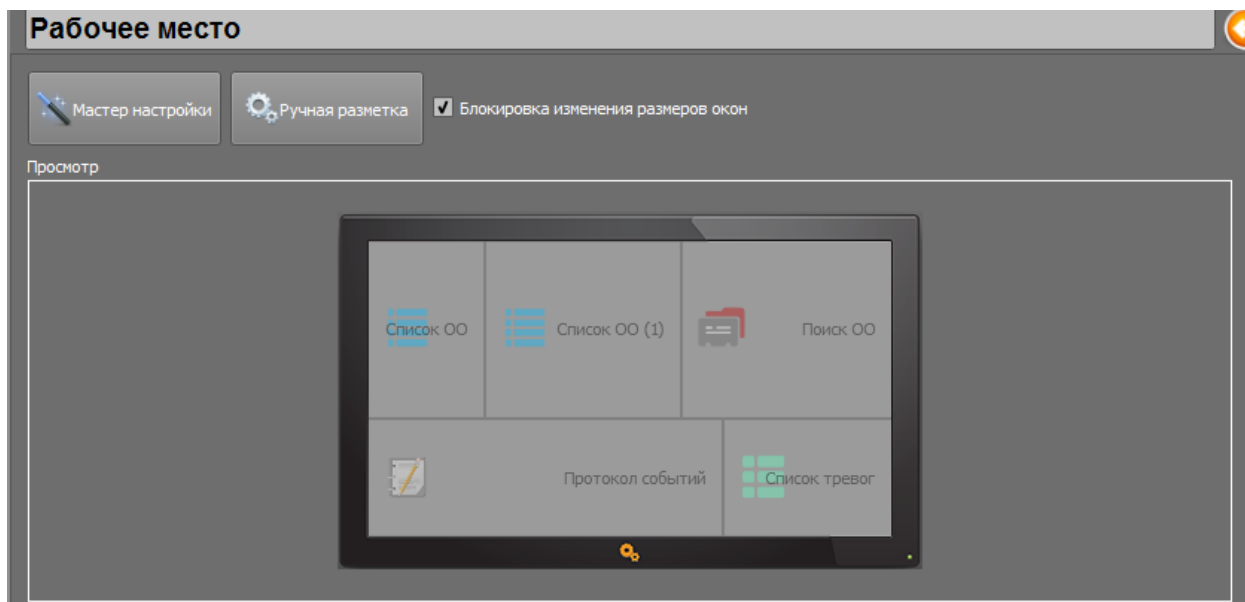 Рабочее место
Мастер настройки
Ручная разметка
Блокировка изменения размеров окон
Просмотр
Список ОО
Список ОО (1)
Поиск ОО
Протокол событий
Список тревог